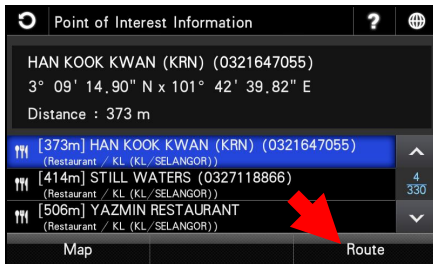 Point of Interest Information ?
HAN KOOK KWAN (KRN) (0321647055)
3° 09' 14.90" N x 101° 42' 39.82" E
Distance : 373 m
[373m] HAN KOOK KWAN (KRN) (0321647055)
(Restaurant / KL (KL/SELANGOR))
[414m] STILL WATERS (0327118866)
(Restaurant / KL (KL/SELANGOR))
4
330
[506m] YAZMIN RESTAURANT
(Restaurant / KL (KL/SELANGOR))
Map
Route